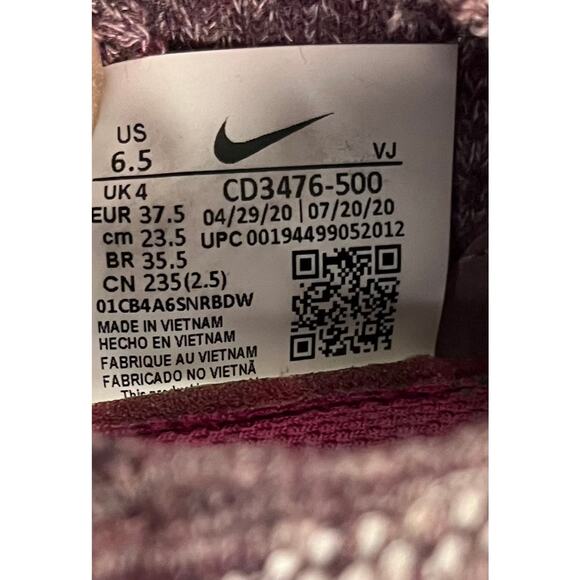 US
6.5
VJ
UK 4
CD3476-500
EUR 37.5
04/29/20 | 07/20/20
cm 23.5
UPC 00194499052012
BR 35.5
CN 235(2.5)
01CB4A6SNRBDW
MADE IN VIETNAM
HECHO EN VIETNAM
FABRIQUE AU VIETNAM
FABRICADO NO VIETNÃ
This